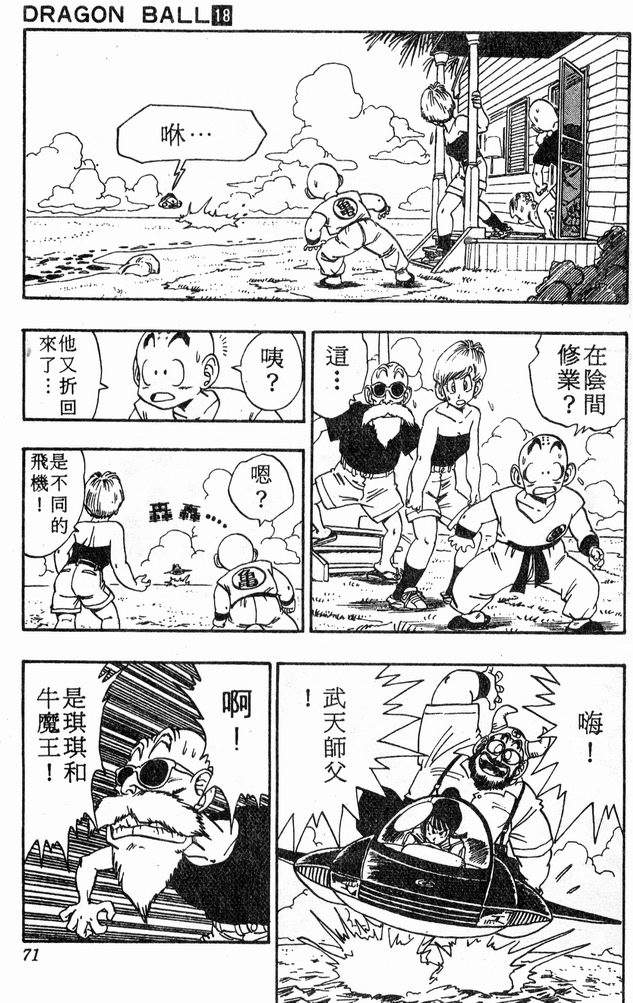 DRAGON BALL 18
咻…
在陰間
修業？
這…
咦？
他又折回
來了…
嗯？
轟轟……
是不同的
飛機！
亀
嗨！
武天師父
！
啊！
是琪琪和
牛魔王！
71